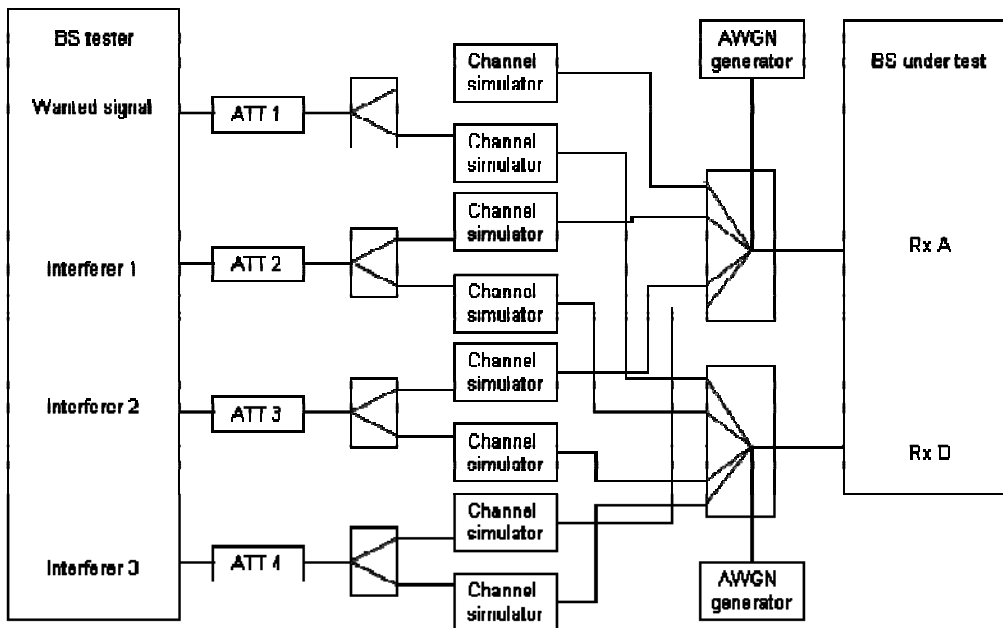 BS tester
Wanted signal
Interferer 1
Interferer 2
Interferer 3
ATT 1
ATT 2
ATT 3
ATT 4
Channel
simulator
Channel
simulator
Channel
simulator
Channel
simulator
Channel
simulator
Channel
simulator
Channel
simulator
Channel
simulator
AWGN
generator
AWGN
generator
BS under test
Rx A
Rx D